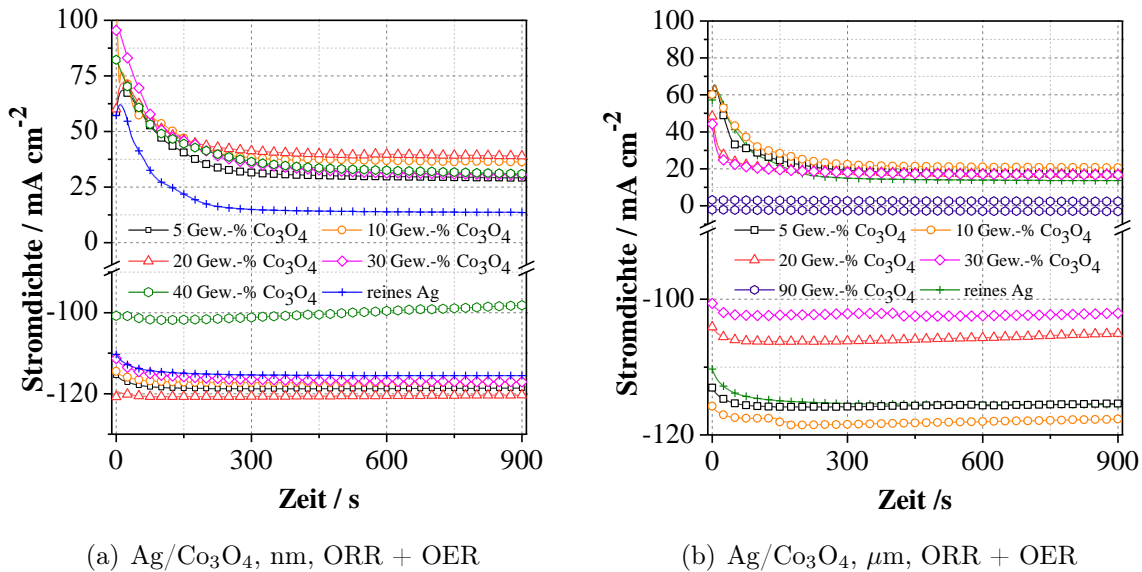 Stromdichte / mA cm⁻²
100
75
50
25
0
-100
-120
5 Gew.-% Co₃O₄
10 Gew.-% Co₃O₄
20 Gew.-% Co₃O₄
30 Gew.-% Co₃O₄
40 Gew.-% Co₃O₄
reines Ag
0
300
600
900
Zeit / s
(a) Ag/Co₃O₄, nm, ORR + OER
Stromdichte / mA cm⁻²
100
80
60
40
20
0
-100
-120
5 Gew.-% Co₃O₄
10 Gew.-% Co₃O₄
20 Gew.-% Co₃O₄
30 Gew.-% Co₃O₄
90 Gew.-% Co₃O₄
reines Ag
0
300
600
900
Zeit /s
(b) Ag/Co₃O₄, μm, ORR + OER